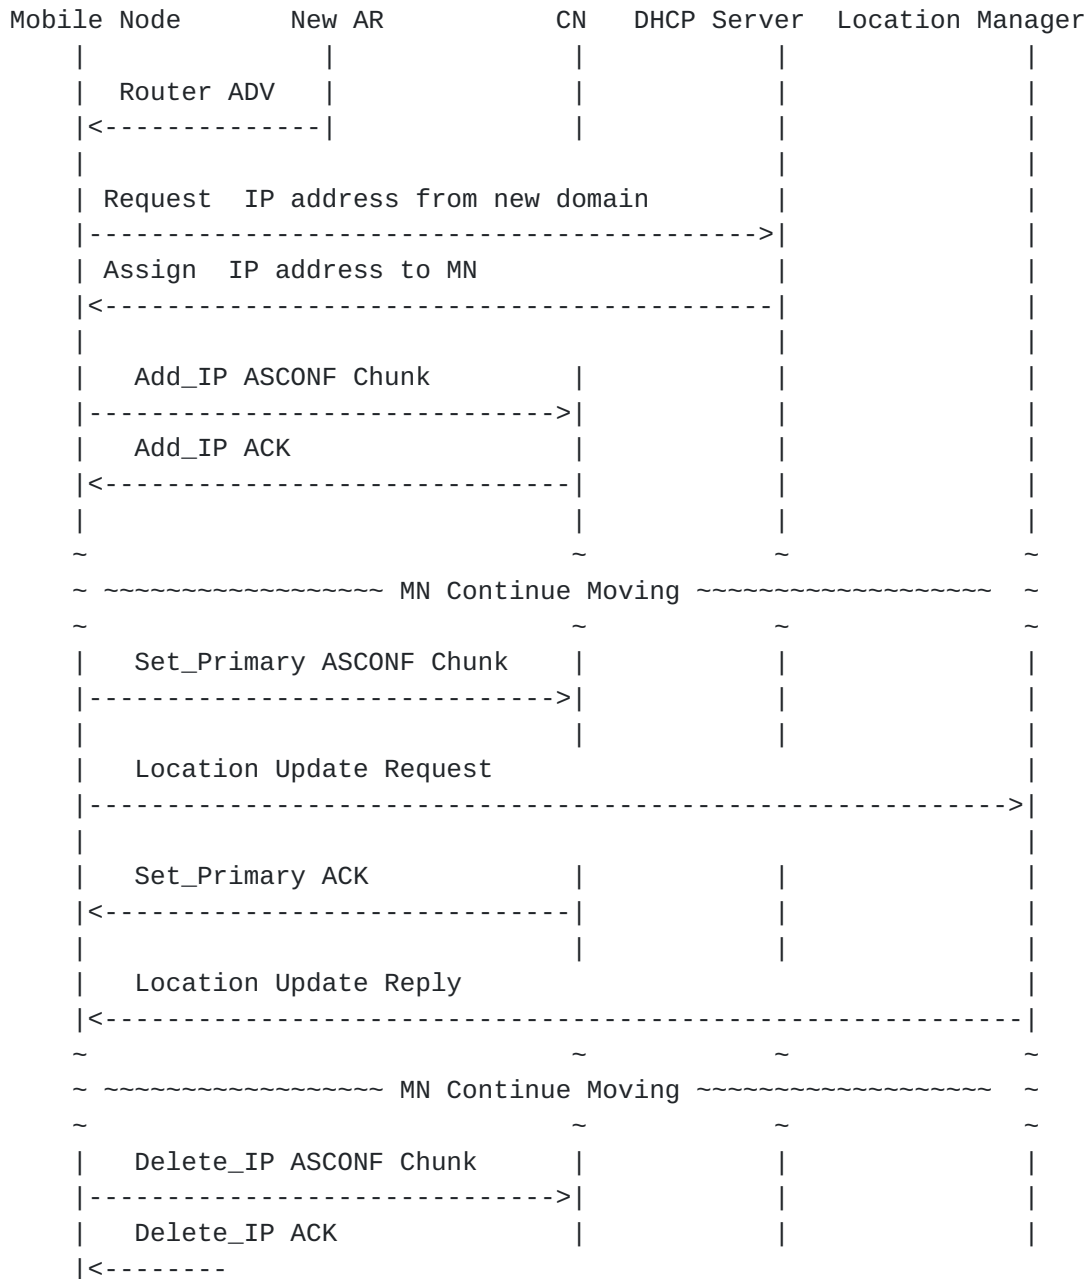 Mobile Node New AR CN DHCP Server Location Manager
Router ADV
Request IP address from new domain
Assign IP address to MN
Add_IP ASCONF Chunk
Add_IP ACK
MN Continue Moving
Set_Primary ASCONF Chunk
Location Update Request
Set_Primary ACK
Location Update Reply
MN Continue Moving
Delete_IP ASCONF Chunk
Delete_IP ACK